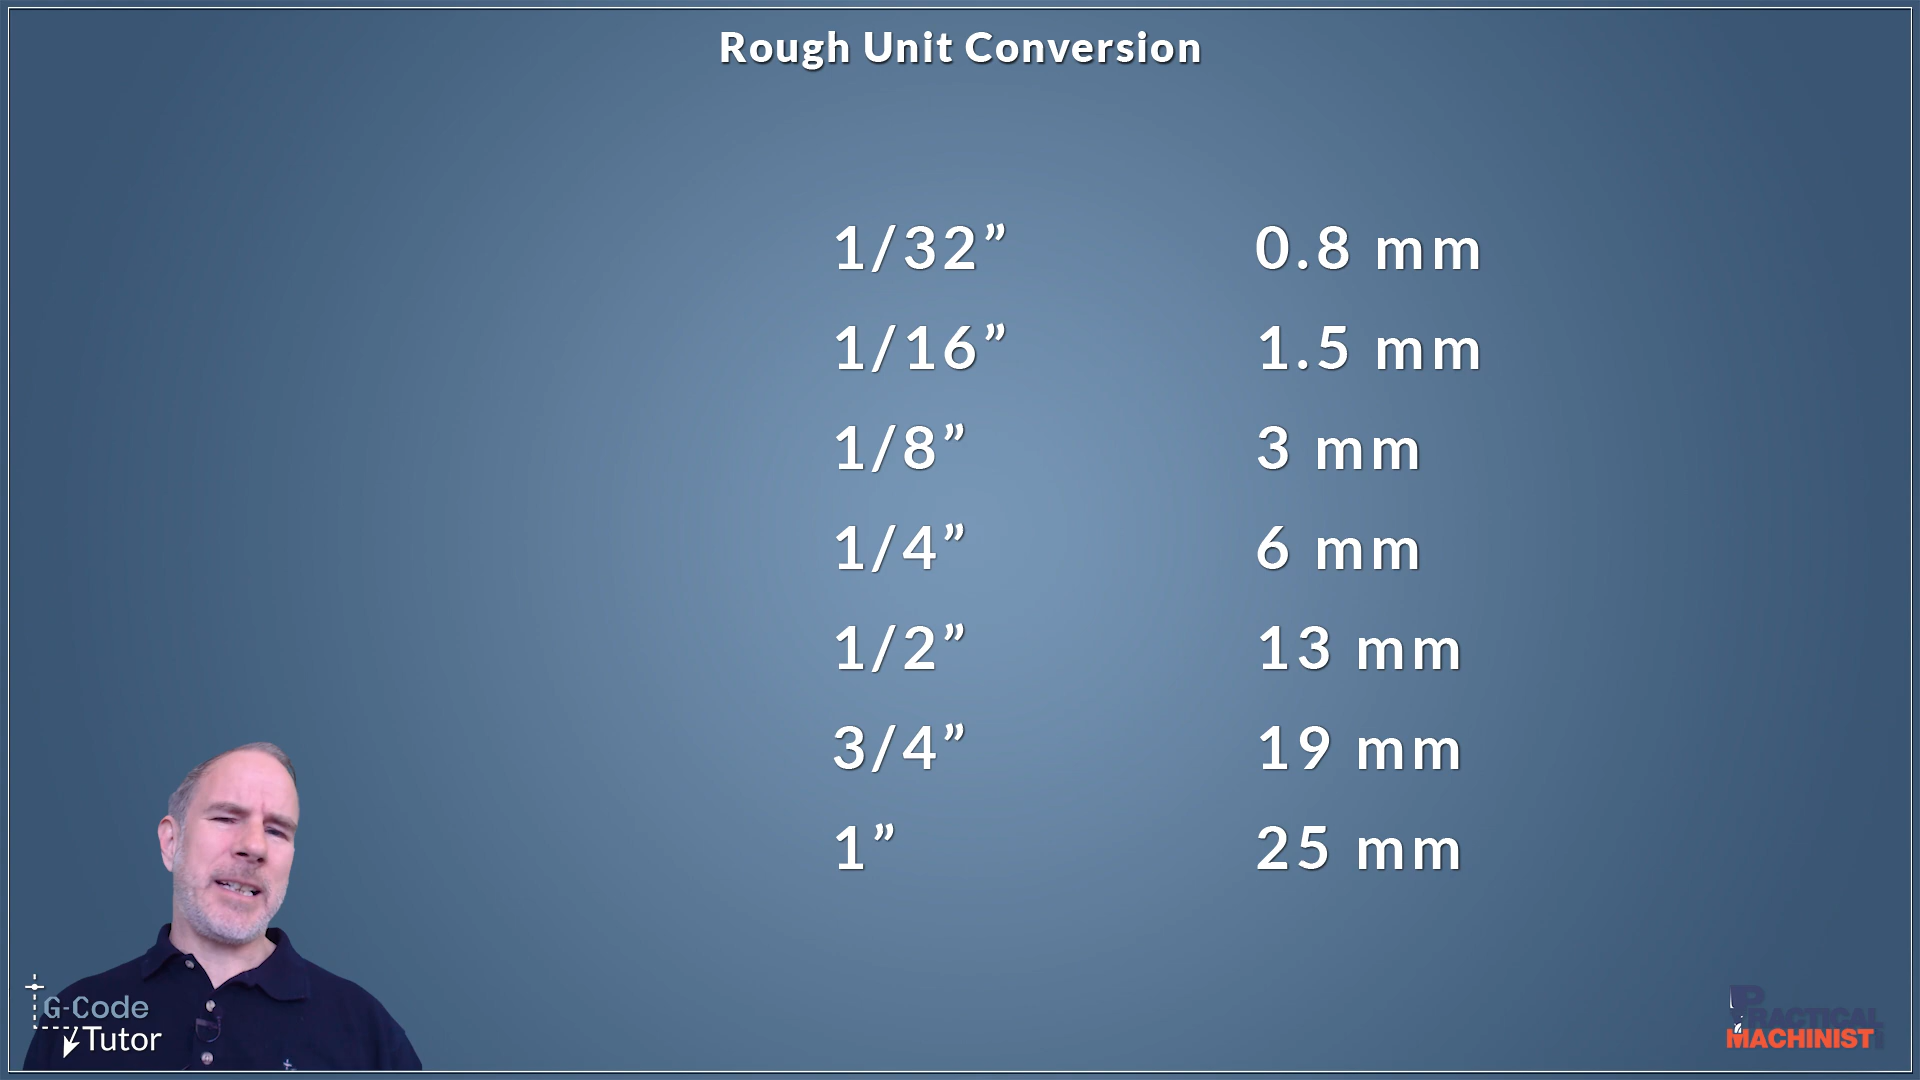 Rough Unit Conversion
1/32” 0.8 mm
1/16” 1.5 mm
1/8” 3 mm
1/4” 6 mm
1/2” 13 mm
3/4” 19 mm
1” 25 mm
G-Code
Tutor
PRACTICAL
MACHINIST